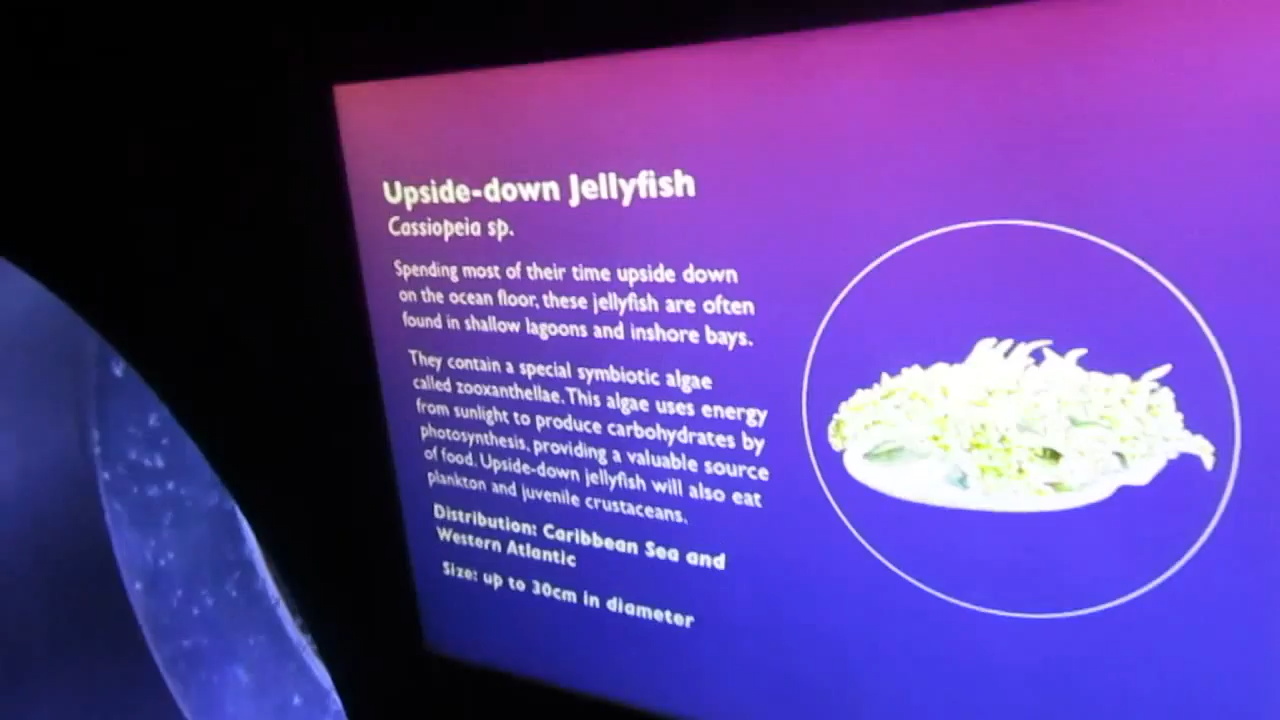 Upside-down Jellyfish
Cassiopeia sp.
Spending most of their time upside down
on the ocean floor, these jellyfish are often
found in shallow lagoons and inshore bays.
They contain a special symbiotic algae
called zooxanthellae. This algae uses energy
from sunlight to produce carbohydrates by
photosynthesis, providing a valuable source
of food. Upside-down jellyfish will also eat
plankton and juvenile crustaceans.
Distribution: Caribbean Sea and
Western Atlantic
Size: up to 30cm in diameter